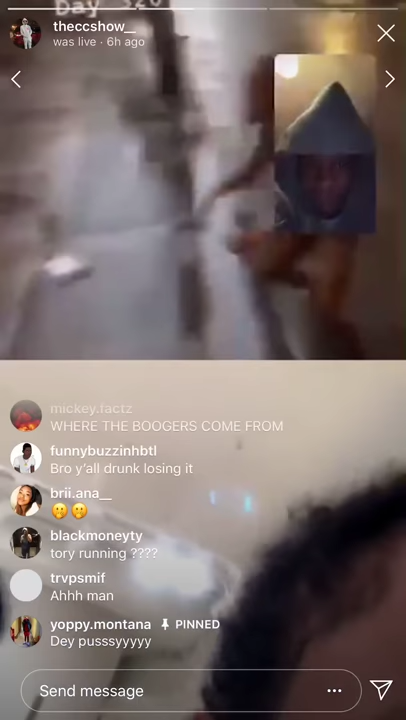 Day 320
theccshow__
was live · 6h ago
mickey.factz
WHERE THE BOOGERS COME FROM
funnybuzzinhbtl
Bro y'all drunk losing it
brii.ana__
🤭🤭
blackmoneyty
tory running ????
trvpsmif
Ahhh man
yoppy.montana PINNED
Dey pusssyyyyy
Send message